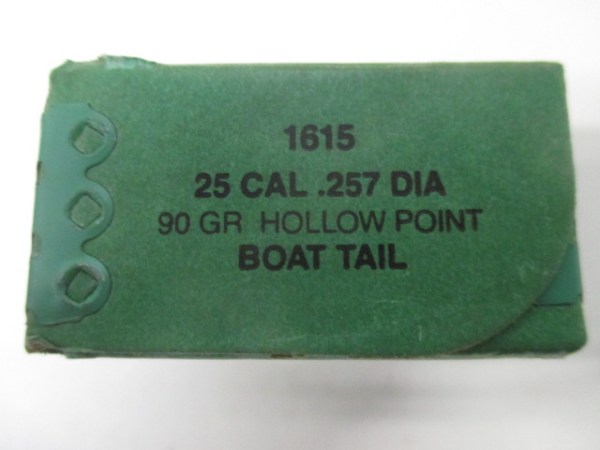 1615
25 CAL .257 DIA
90 GR HOLLOW POINT
BOAT TAIL